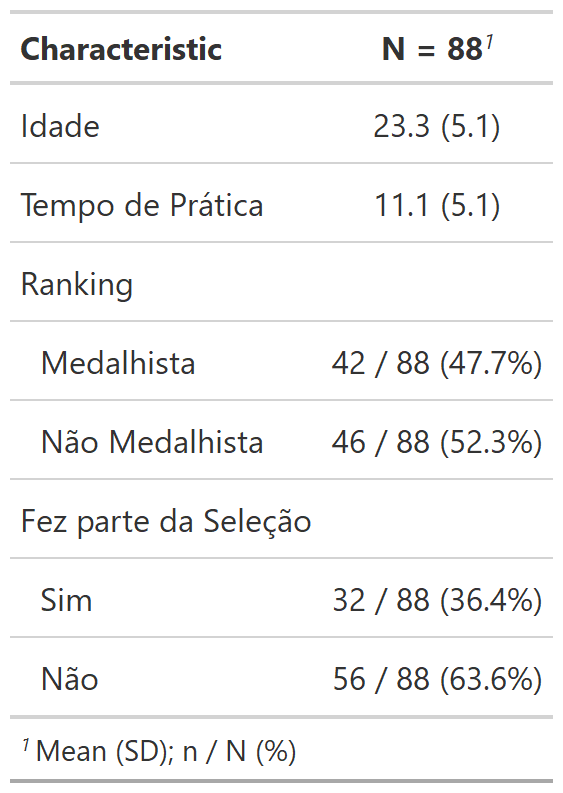 Characteristic N = 88¹
Idade 23.3 (5.1)
Tempo de Prática 11.1 (5.1)
Ranking
Medalhista 42 / 88 (47.7%)
Não Medalhista 46 / 88 (52.3%)
Fez parte da Seleção
Sim 32 / 88 (36.4%)
Não 56 / 88 (63.6%)
¹ Mean (SD); n / N (%)